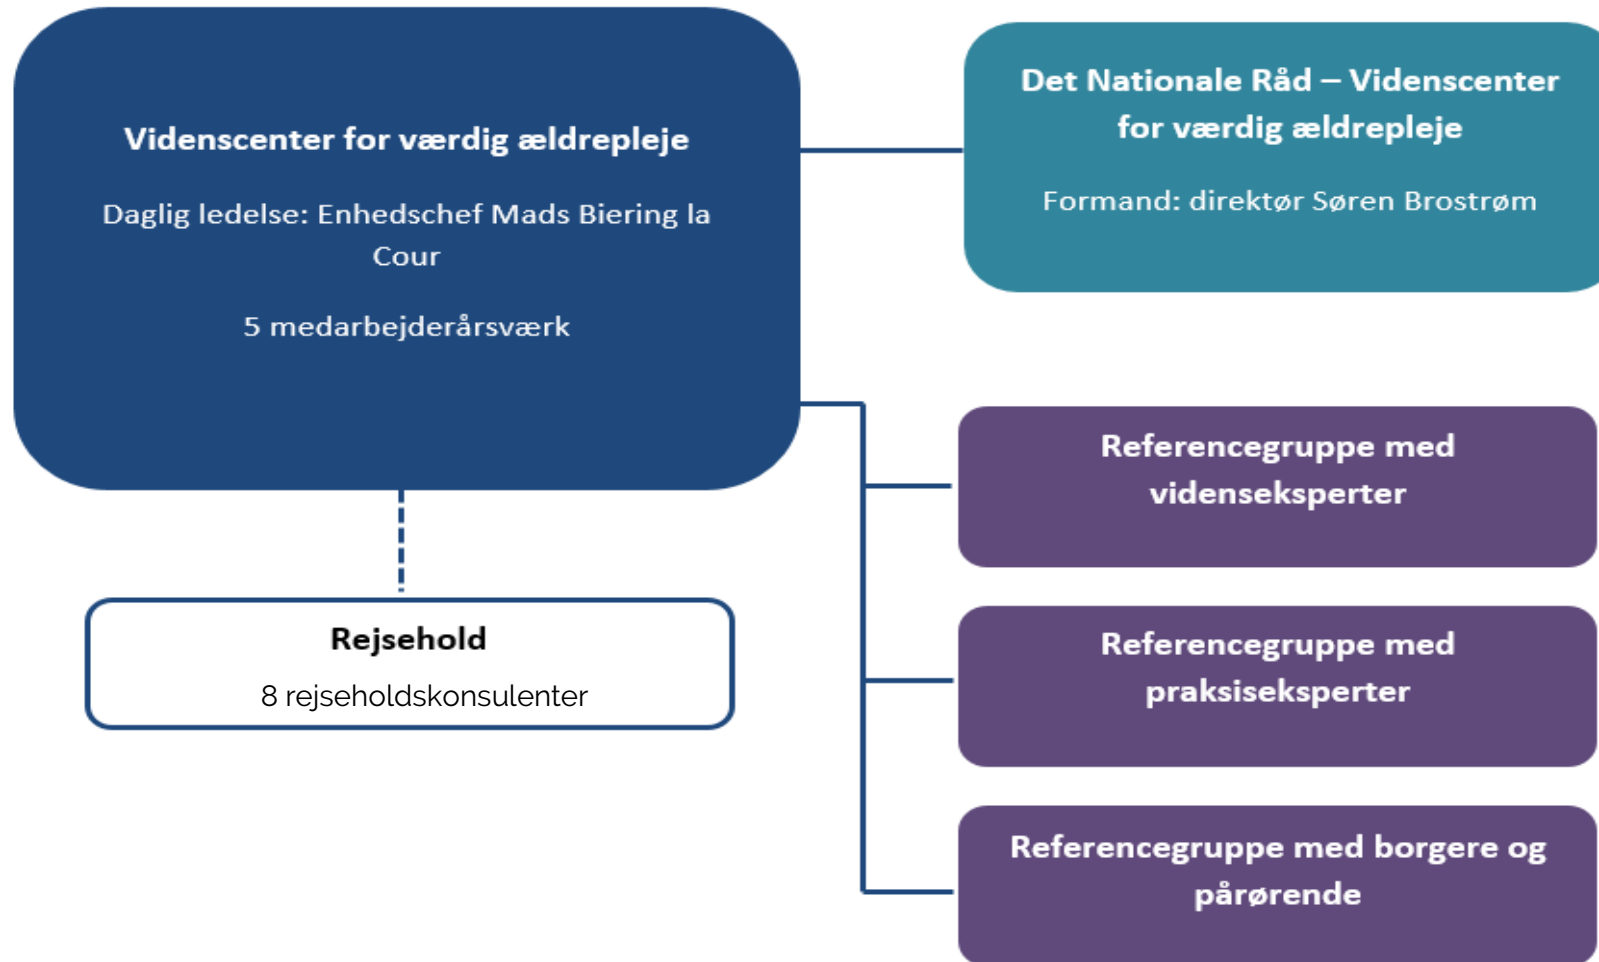 Videnscenter for værdig ældrepleje
Daglig ledelse: Enhedschef Mads Biering la
Cour
5 medarbejderårsværk
Det Nationale Råd – Videnscenter
for værdig ældrepleje
Formand: direktør Søren Brostrøm
Rejsehold
8 rejseholdskonsulenter
Referencegruppe med
videnseksperter
Referencegruppe med
praksiseksperter
Referencegruppe med borgere og
pårørende